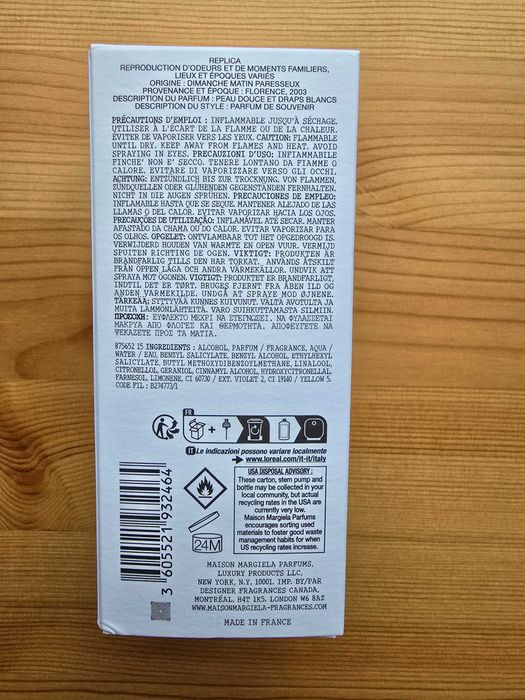 REPLICA
REPRODUCTION D'ODEURS ET DE MOMENTS FAMILIERS,
LIEUX ET ÉPOQUES VARIÉS
ORIGINE : DIMANCHE MATIN PARESSEUX
PROVENANCE ET ÉPOQUE : FLORENCE, 2003
DESCRIPTION DU PARFUM : PEAU DOUCE ET DRAPS BLANCS
DESCRIPTION DU STYLE : PARFUM DE SOUVENIR
PRÉCAUTIONS D'EMPLOI : INFLAMMABLE JUSQU'À SÉCHAGE.
UTILISER À L'ÉCART DE LA FLAMME OU DE LA CHALEUR.
ÉVITER DE VAPORISER VERS LES YEUX. CAUTION: FLAMMABLE
UNTIL DRY. KEEP AWAY FROM FLAMES AND HEAT. AVOID
SPRAYING IN EYES. PRECAUZIONI D'USO: INFIAMMABILE
FINCHE' NON E' SECCO. TENERE LONTANO DA FIAMME O
CALORE. EVITARE DI VAPORIZZARE VERSO GLI OCCHI.
ACHTUNG: ENTZÜNDLICH BIS ZUR TROCKNUNG. VON FLAMMEN,
ZÜNDQUELLEN ODER GLÜHENDEN GEGENSTÄNDEN FERNHALTEN.
NICHT IN DIE AUGEN SPRÜHEN. PRECAUCIONES DE EMPLEO:
INFLAMABLE HASTA QUE SE SEQUE. MANTENER ALEJADO DE LAS
LLAMAS O DEL CALOR. EVITAR VAPORIZAR HACIA LOS OJOS.
PRECAUÇÕES DE UTILIZAÇÃO: INFLAMÁVEL ATÉ SECAR. MANTER
AFASTADO DA CHAMA OU DO CALOR. EVITAR VAPORIZAR PARA
OS OLHOS. OPGELET: ONTVLAMBAAR TOT HET OPGEDROOGD IS.
VERWIJDERD HOUDEN VAN WARMTE EN OPEN VUUR. VERMIJD
SPUITEN RICHTING DE OGEN. VIKTIGT: PRODUKTEN ÄR
BRANDFARLIG TILLS DEN HAR TORKAT. ANVÄNDS ÅTSKILT
FRÅN ÖPPEN LÅGA OCH ANDRA VÄRMEKÄLLOR. UNDVIK ATT
SPRAYA MOT ÖGONEN. VIGTIGT: PRODUKTET ER BRANDFARLIGT,
INDTIL DET ER TØRT. BRUGES FJERNT FRA ÅBEN ILD OG
ANDEN VARMEKILDE. UNDGÅ AT SPRAYE MOD ØJNENE.
TÄRKEÄÄ: SYTTYVÄÄ KUNNES KUIVUNUT. VÄLTÄ AVOTULTA JA
MUITA LÄMMÖNLÄHTEITÄ. VARO SUIHKUTTAMASTA SILMIIN.
ΠΡΟΣΟΧΗ: ΕΥΦΛΕΚΤΟ ΜΕΧΡΙ ΝΑ ΣΤΕΓΝΩΣΕΙ. ΝΑ ΦΥΛΑΣΣΕΤΑΙ
ΜΑΚΡΥΑ ΑΠΟ ΦΛΟΓΕΣ ΚΑΙ ΘΕΡΜΟΤΗΤΑ. ΑΠΟΦΕΥΓΕΤΕ ΝΑ
ΨΕΚΑΖΕΤΕ ΠΡΟΣ ΤΑ ΜΑΤΙΑ.
875652 15 INGREDIENTS : ALCOHOL, PARFUM / FRAGRANCE, AQUA /
WATER / EAU, BENZYL SALICYLATE, BENZYL ALCOHOL, ETHYLHEXYL
SALICYLATE, BUTYL METHOXYDIBENZOYLMETHANE, LINALOOL,
CITRONELLOL, GERANIOL, CINNAMYL ALCOHOL, HYDROXYCITRONELLAL,
FARNESOL, LIMONENE, CI 60730 / EXT. VIOLET 2, CI 19140 / YELLOW 5.
CODE FIL : B274773/1
FR
IT Le indicazioni possono variare localmente
www.loreal.com/it-it/italy
USA DISPOSAL ADVISORY :
These carton, stem pump and
bottle may be collected in your
local community, but actual
recycling rates in the USA are
currently very low.
Maison Margiela Parfums
encourages sorting used
materials to foster good waste
management habits for when
US recycling rates increase.
24M
3 605521 932464
MAISON MARGIELA PARFUMS,
LUXURY PRODUCTS LLC,
NEW YORK, N.Y. 10001. IMP. BY/PAR
DESIGNER FRAGRANCES CANADA,
MONTRÉAL, H4T 1K5. LONDON W6 8AZ
WWW.MAISONMARGIELA-FRAGRANCES.COM
MADE IN FRANCE